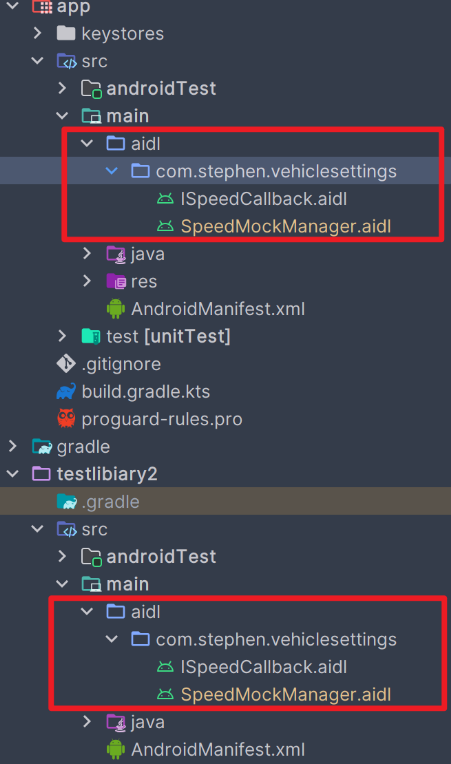 app
keystores
src
androidTest
main
aidl
com.stephen.vehiclesettings
ISpeedCallback.aidl
SpeedMockManager.aidl
java
res
AndroidManifest.xml
test [unitTest]
.gitignore
build.gradle.kts
proguard-rules.pro
gradle
testlibiary2
.gradle
src
androidTest
main
aidl
com.stephen.vehiclesettings
ISpeedCallback.aidl
SpeedMockManager.aidl
java
AndroidManifest.xml